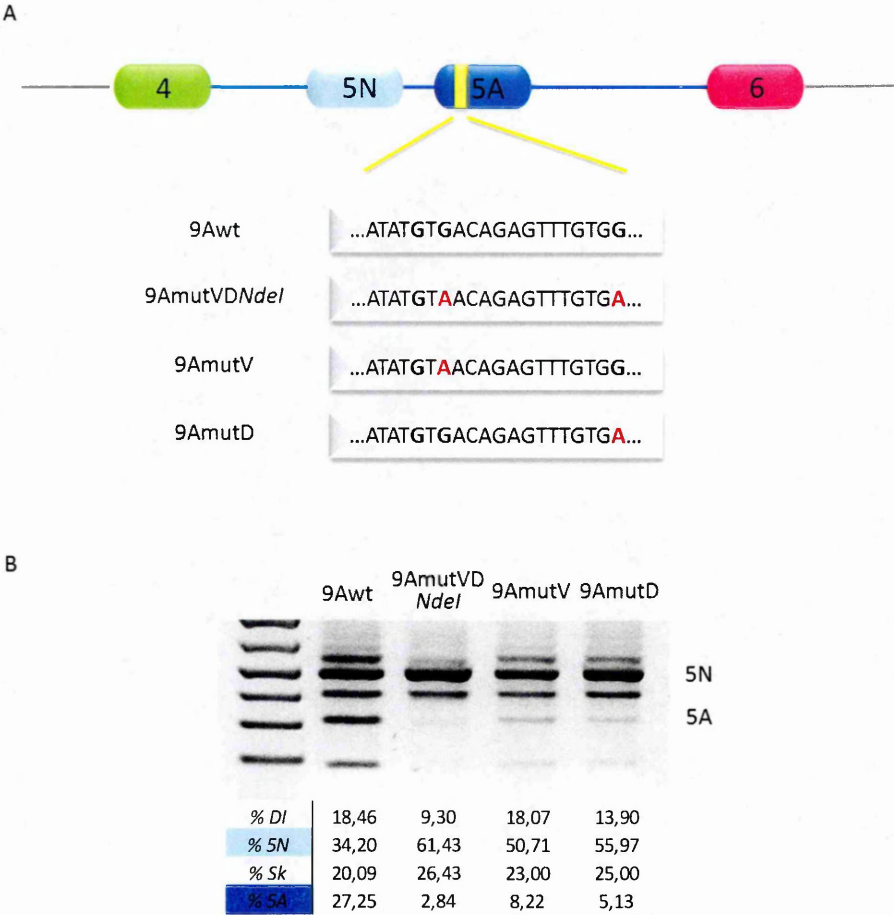 A
4 5N 5A 6
9Awt ...ATATGTGACAGAGTTTGTGG...
9AmutVDNdeI ...ATATGTAACAGAGTTTGTGA...
9AmutV ...ATATGTAACAGAGTTTGTGG...
9AmutD ...ATATGTGACAGAGTTTGTGA...
B
9Awt 9AmutVD NdeI 9AmutV 9AmutD
5N
5A
% DI 18,46 9,30 18,07 13,90
% 5N 34,20 61,43 50,71 55,97
% Sk 20,09 26,43 23,00 25,00
% 5A 27,25 2,84 8,22 5,13